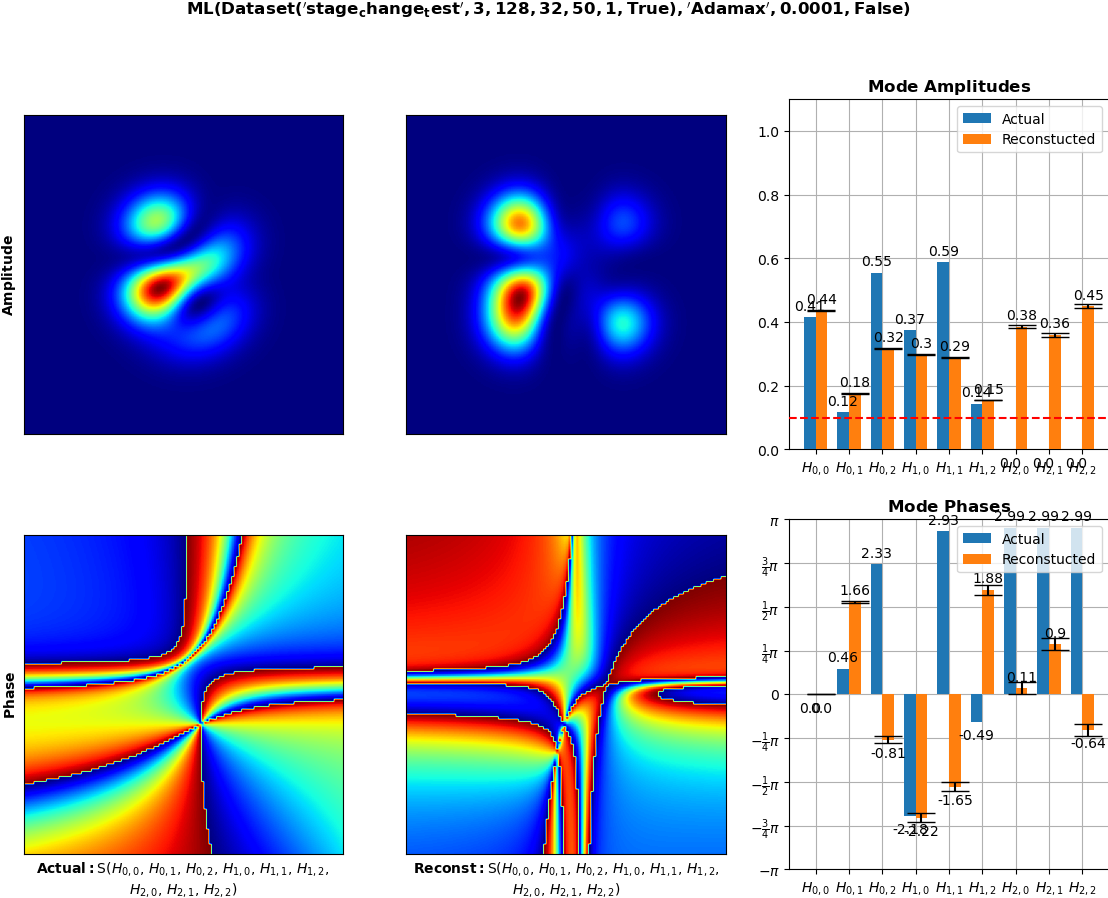 ML(Dataset('stage_change_test', 3, 128, 32, 50, 1, True), 'Adamax', 0.0001, False)
Amplitude
Mode Amplitudes
Actual
Reconstucted
1.0
0.8
0.6
0.4
0.2
0.0
0.41
0.44
0.12
0.18
0.55
0.32
0.37
0.3
0.59
0.29
0.14
0.15
0.0
0.38
0.0
0.36
0.0
0.45
H0,0 H0,1 H0,2 H1,0 H1,1 H1,2 H2,0 H2,1 H2,2
Phase
Actual: S(H0,0, H0,1, H0,2, H1,0, H1,1, H1,2,
H2,0, H2,1, H2,2)
Reconst: S(H0,0, H0,1, H0,2, H1,0, H1,1, H1,2,
H2,0, H2,1, H2,2)
Mode Phases
Actual
Reconstucted
π
3/4π
1/2π
1/4π
0
−1/4π
−1/2π
−3/4π
−π
0.0
0.0
0.46
1.66
2.33
-0.81
-2.18
-2.22
2.93
-1.65
-0.49
1.88
2.99
0.11
2.99
0.9
2.99
-0.64
H0,0 H0,1 H0,2 H1,0 H1,1 H1,2 H2,0 H2,1 H2,2